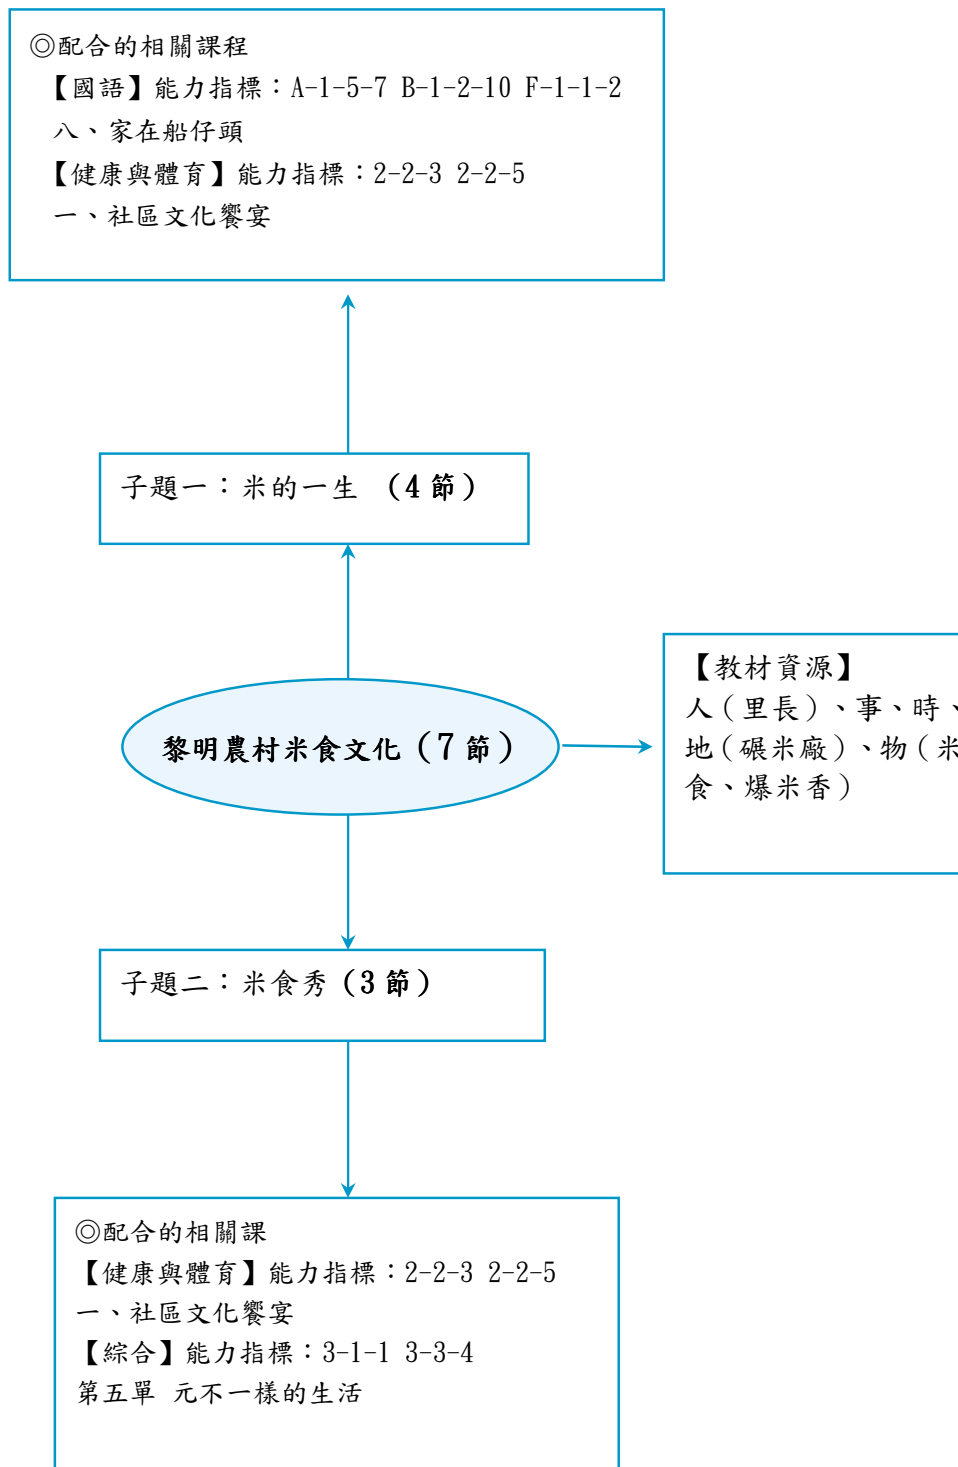 ◎配合的相關課程
【國語】能力指標：A-1-5-7 B-1-2-10 F-1-1-2
八、家在船仔頭
【健康與體育】能力指標：2-2-3 2-2-5
一、社區文化饗宴
子題一：米的一生 （4 節）
【教材資源】
人（里長）、事、時、
地（碾米廠）、物（米
食、爆米香）
黎明農村米食文化（7 節）
子題二：米食秀（3 節）
◎配合的相關課
【健康與體育】能力指標：2-2-3 2-2-5
一、社區文化饗宴
【綜合】能力指標：3-1-1 3-3-4
第五單 元不一樣的生活